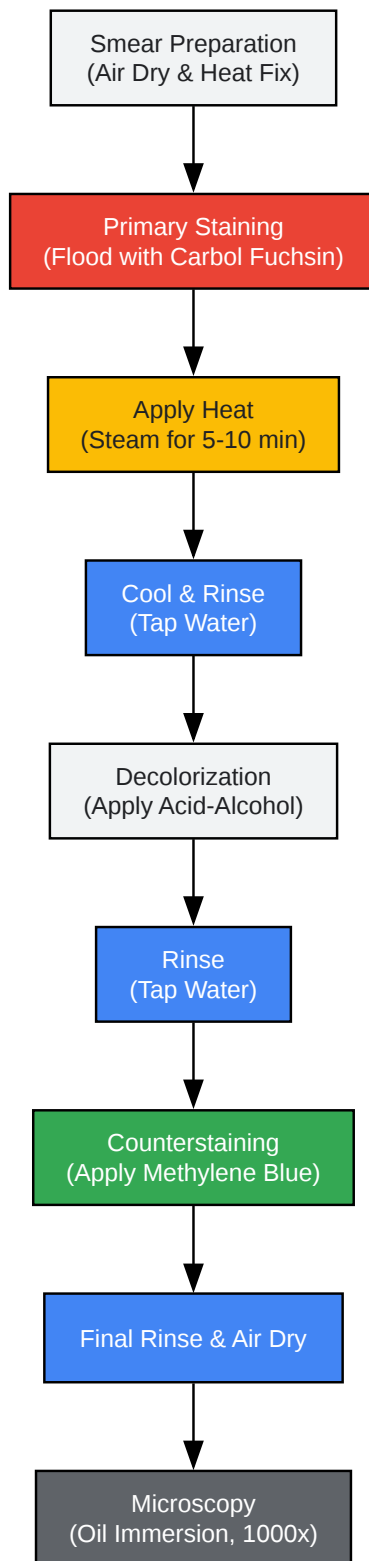 Smear Preparation
(Air Dry & Heat Fix)
Primary Staining
(Flood with Carbol Fuchsin)
Apply Heat
(Steam for 5-10 min)
Cool & Rinse
(Tap Water)
Decolorization
(Apply Acid-Alcohol)
Rinse
(Tap Water)
Counterstaining
(Apply Methylene Blue)
Final Rinse & Air Dry
Microscopy
(Oil Immersion, 1000x)